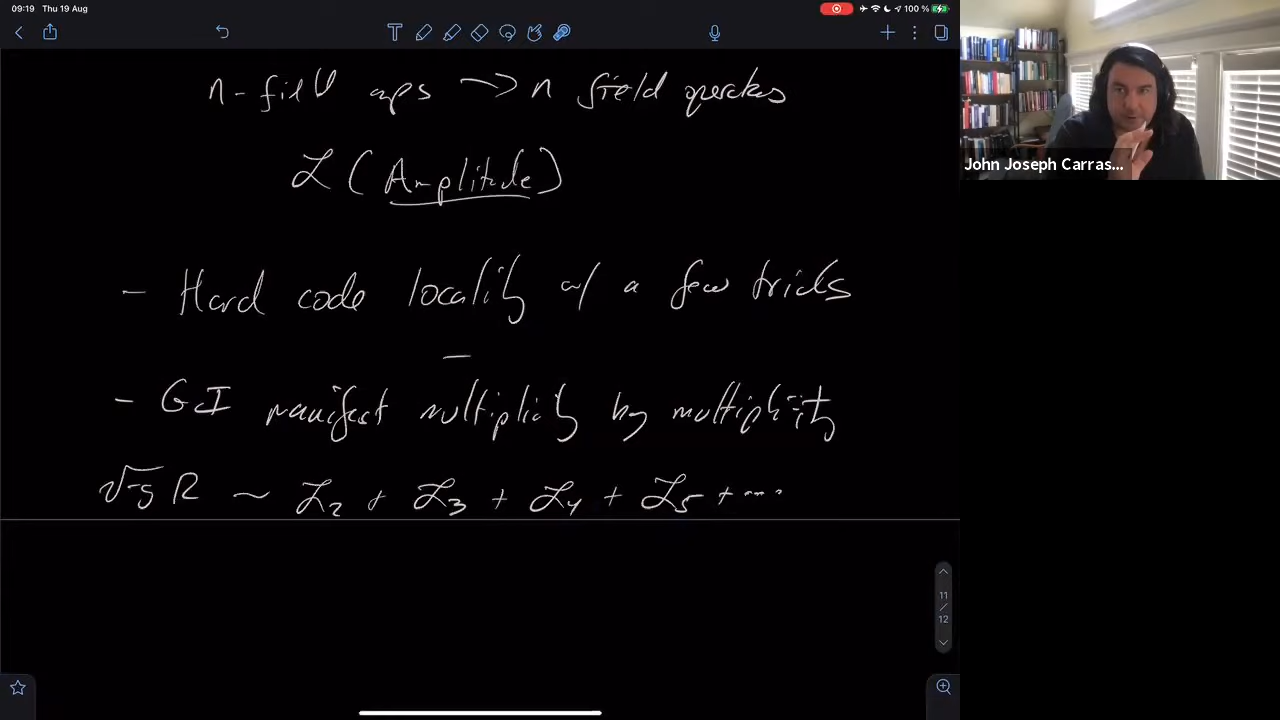 09:19 Thu 19 Aug
100 %
n-field amps → n field operators
ℒ (Amplitude)
John Joseph Carras...
- Hard code locality w/ a few tricks
- GI manifest multiplicity by multiplicity
√-g R ~ ℒ₂ + ℒ₃ + ℒ₄ + ℒ₅ + ...
11
/
12